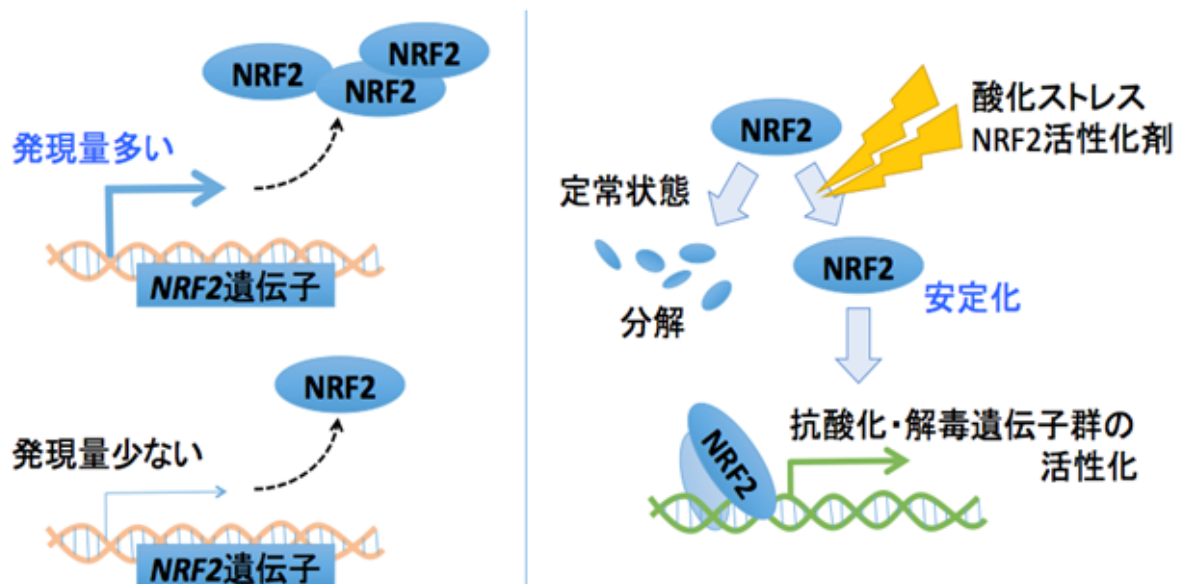 NRF2
NRF2
NRF2
発現量多い
NRF2遺伝子
NRF2
発現量少ない
NRF2遺伝子
酸化ストレス
NRF2活性化剤
NRF2
定常状態
NRF2
安定化
分解
抗酸化・解毒遺伝子群の
活性化
NRF2